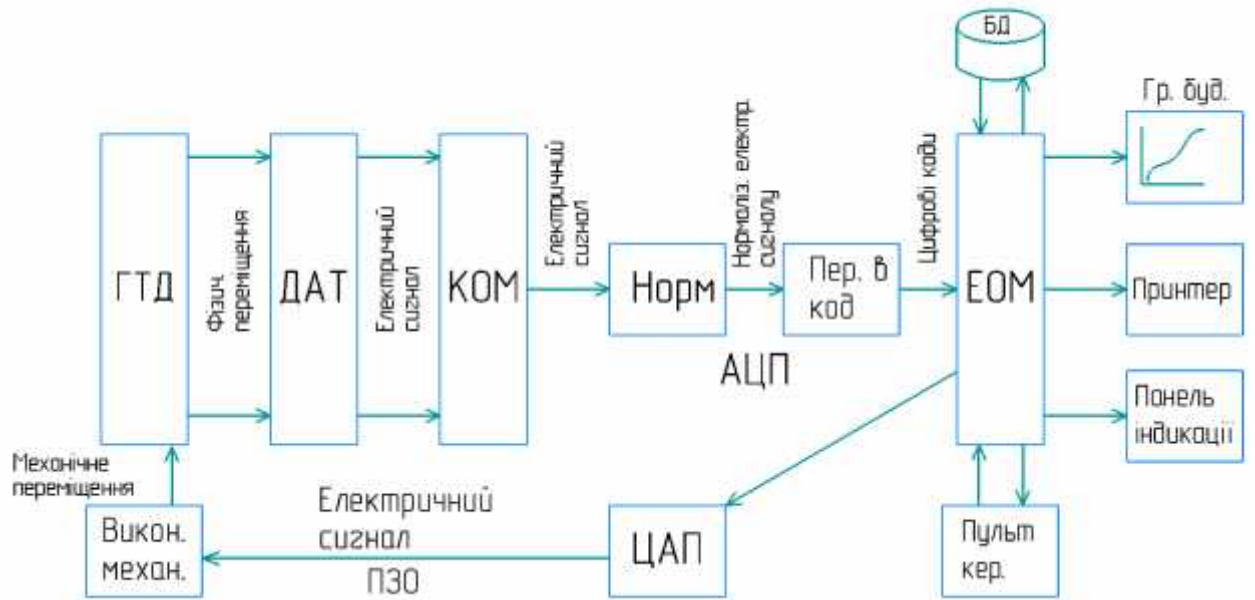 БД
Гр. буд.
ГТД
Фізич.
переміщення
ДАТ
Електричний
сигнал
КОМ
Електричний
сигнал
Норм
Нормаліз. електр.
сигналу
Пер. в
код
Цифрові коди
ЕОМ
Принтер
АЦП
Панель
індикації
Механічне
переміщення
Викон.
механ.
Електричний
сигнал
ПЗО
ЦАП
Пульт
кер.